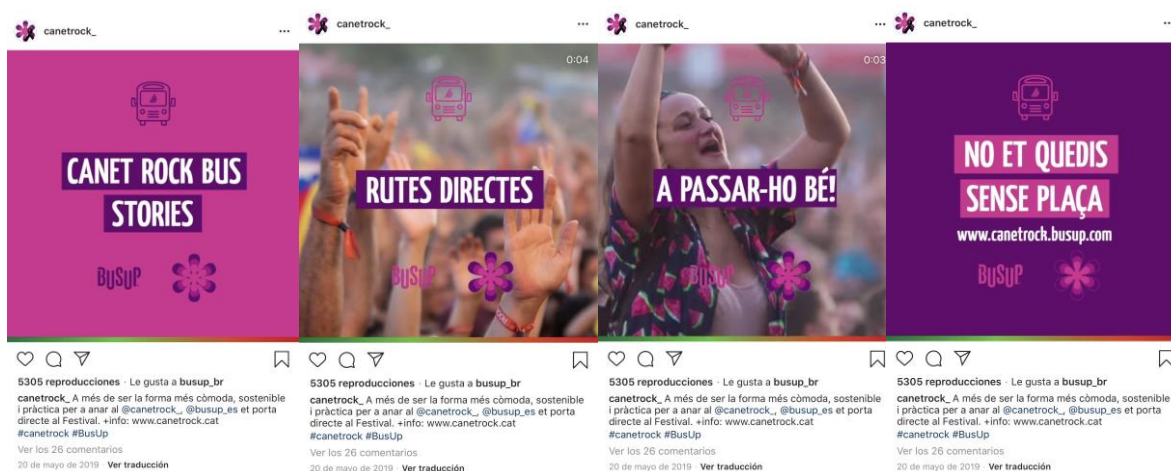 canetrock_
CANET ROCK BUS
STORIES
BUSUP
5305 reproducciones · Le gusta a busup_br
canetrock_ A més de ser la forma més còmoda, sostenible
i pràctica per a anar al @canetrock_, @busup_es et porta
directe al Festival. +info: www.canetrock.cat
#canetrock #BusUp
Ver los 26 comentarios
20 de mayo de 2019 · Ver traducción
canetrock_
0:04
RUTES DIRECTES
BUSUP
5305 reproducciones · Le gusta a busup_br
canetrock_ A més de ser la forma més còmoda, sostenible
i pràctica per a anar al @canetrock_, @busup_es et porta
directe al Festival. +info: www.canetrock.cat
#canetrock #BusUp
Ver los 26 comentarios
20 de mayo de 2019 · Ver traducción
canetrock_
0:03
A PASSAR-HO BÉ!
BUSUP
5305 reproducciones · Le gusta a busup_br
canetrock_ A més de ser la forma més còmoda, sostenible
i pràctica per a anar al @canetrock_, @busup_es et porta
directe al Festival. +info: www.canetrock.cat
#canetrock #BusUp
Ver los 26 comentarios
20 de mayo de 2019 · Ver traducción
canetrock_
NO ET QUEDIS
SENSE PLAÇA
www.canetrock.busup.com
BUSUP
5305 reproducciones · Le gusta a busup_br
canetrock_ A més de ser la forma més còmoda, sostenible
i pràctica per a anar al @canetrock_, @busup_es et porta
directe al Festival. +info: www.canetrock.cat
#canetrock #BusUp
Ver los 26 comentarios
20 de mayo de 2019 · Ver traducción